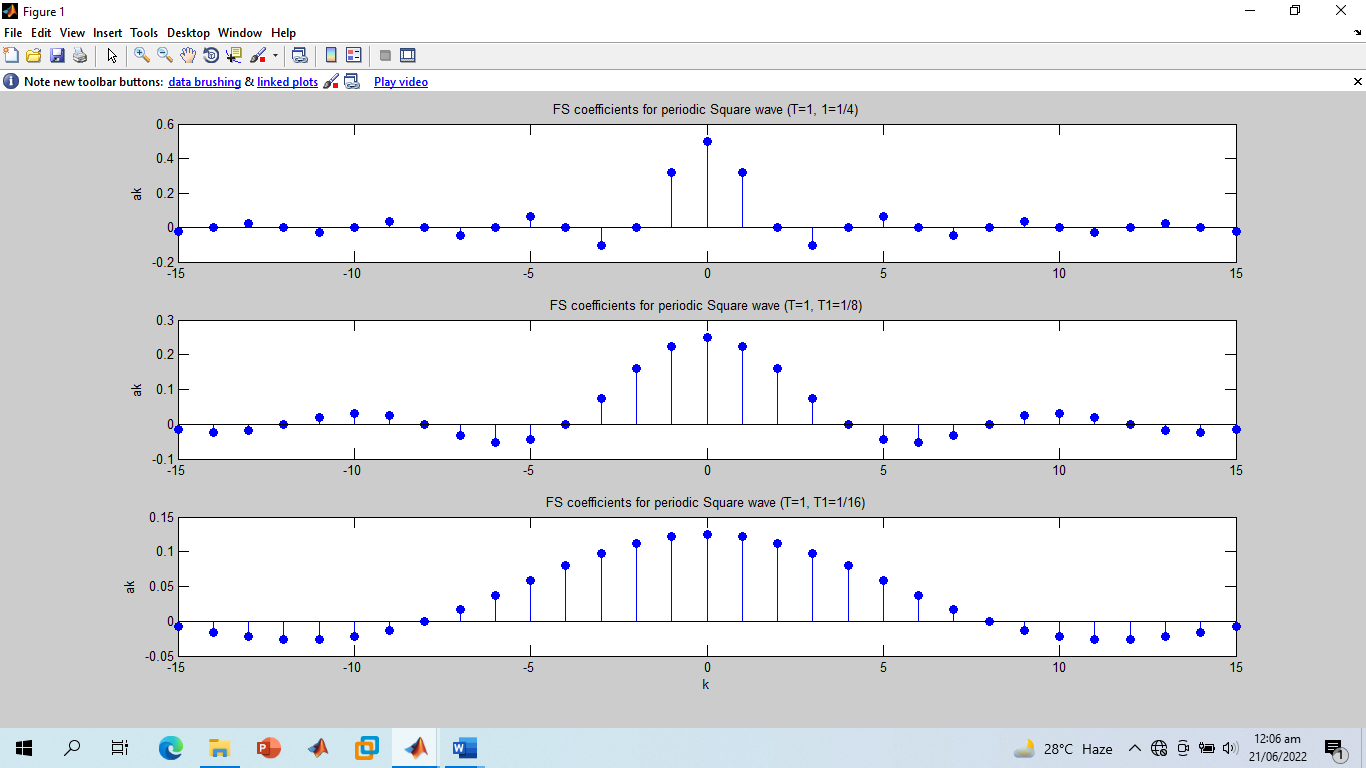 Figure 1
File Edit View Insert Tools Desktop Window Help
Note new toolbar buttons: data brushing & linked plots Play video
FS coefficients for periodic Square wave (T=1, 1=1/4)
0.6
0.4
0.2
0
-0.2
ak
-15 -10 -5 0 5 10 15
FS coefficients for periodic Square wave (T=1, T1=1/8)
0.3
0.2
0.1
0
-0.1
ak
-15 -10 -5 0 5 10 15
FS coefficients for periodic Square wave (T=1, T1=1/16)
0.15
0.1
0.05
0
-0.05
ak
-15 -10 -5 0 5 10 15
k
28°C Haze
12:06 am
21/06/2022
1